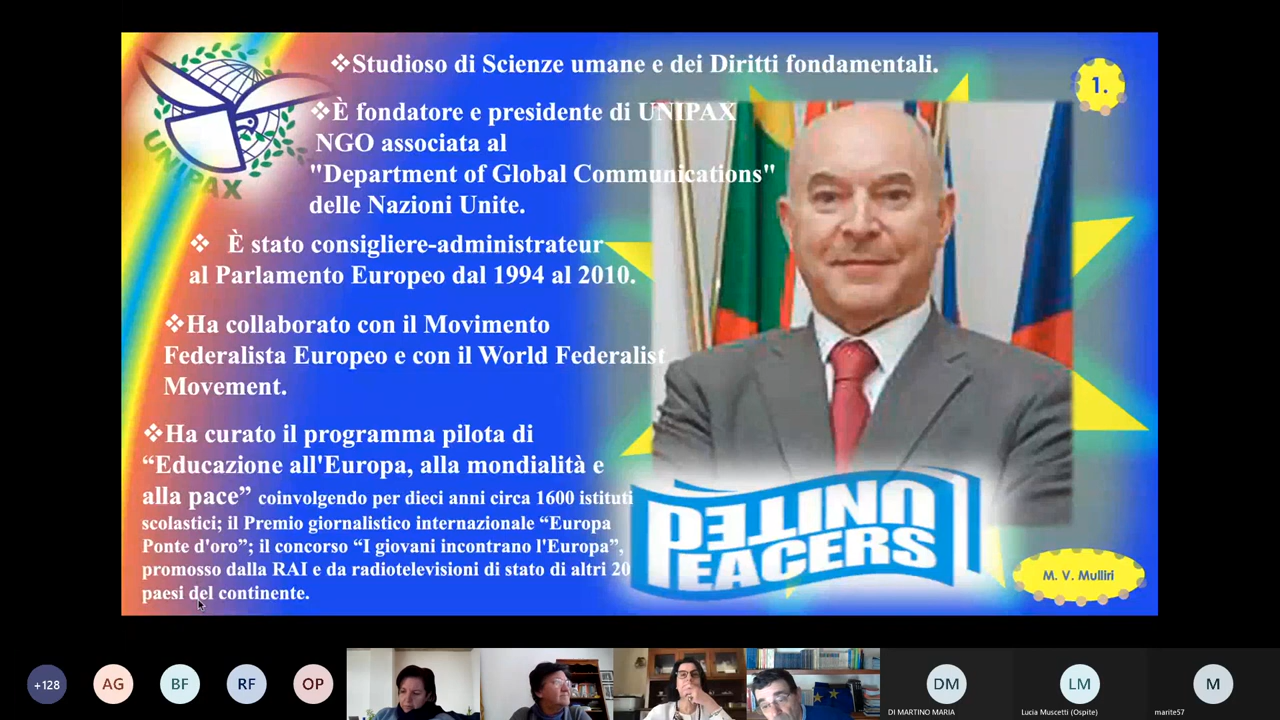 ❖Studioso di Scienze umane e dei Diritti fondamentali.
1.
❖È fondatore e presidente di UNIPAX
NGO associata al
"Department of Global Communications"
delle Nazioni Unite.
UNIPAX
❖ È stato consigliere-administrateur
al Parlamento Europeo dal 1994 al 2010.
❖Ha collaborato con il Movimento
Federalista Europeo e con il World Federalist
Movement.
❖Ha curato il programma pilota di
“Educazione all'Europa, alla mondialità e
alla pace” coinvolgendo per dieci anni circa 1600 istituti
scolastici; il Premio giornalistico internazionale “Europa
Ponte d'oro”; il concorso “I giovani incontrano l'Europa”,
promosso dalla RAI e da radiotelevisioni di stato di altri 20
paesi del continente.
UNITED
PEACERS
M. V. Mulliri
+128
AG
BF
RF
OP
DM
LM
M
DI MARTINO MARIA
Lucia Muscetti (Ospite)
marite57